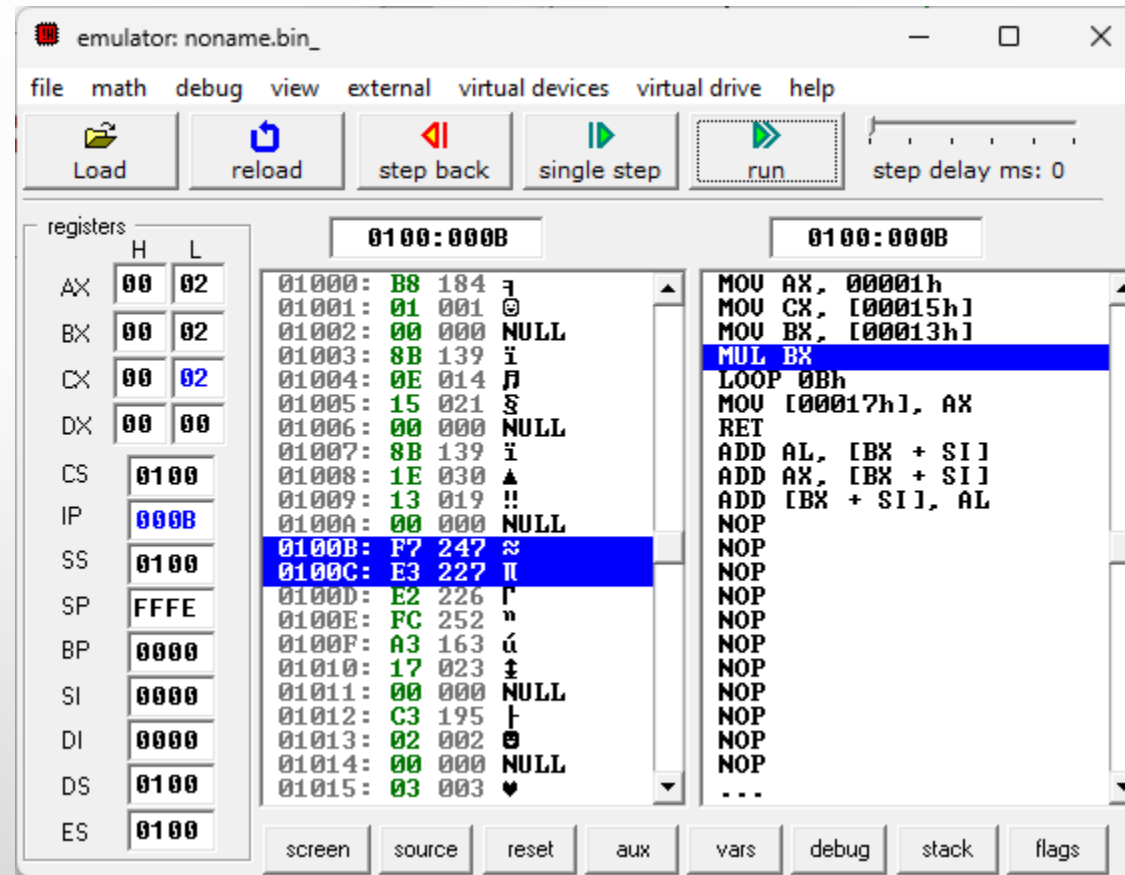 emulator: noname.bin_
file math debug view external virtual devices virtual drive help
Load reload step back single step run step delay ms: 0
registers
H L
AX 00 02
BX 00 02
CX 00 02
DX 00 00
CS 0100
IP 000B
SS 0100
SP FFFE
BP 0000
SI 0000
DI 0000
DS 0100
ES 0100
0100:000B
01000: B8 184 ╕
01001: 01 001 ☺
01002: 00 000 NULL
01003: 8B 139 ï
01004: 0E 014 ♫
01005: 15 021 §
01006: 00 000 NULL
01007: 8B 139 ï
01008: 1E 030 ▲
01009: 13 019 ‼
0100A: 00 000 NULL
0100B: F7 247 ≈
0100C: E3 227 π
0100D: E2 226 Γ
0100E: FC 252 ⁿ
0100F: A3 163 ú
01010: 17 023 ↨
01011: 00 000 NULL
01012: C3 195 ├
01013: 02 002 ☻
01014: 00 000 NULL
01015: 03 003 ♥
0100:000B
MOV AX, 00001h
MOV CX, [00015h]
MOV BX, [00013h]
MUL BX
LOOP 0Bh
MOV [00017h], AX
RET
ADD AL, [BX + SI]
ADD AX, [BX + SI]
ADD [BX + SI], AL
NOP
NOP
NOP
NOP
NOP
NOP
NOP
NOP
NOP
NOP
NOP
...
screen source reset aux vars debug stack flags